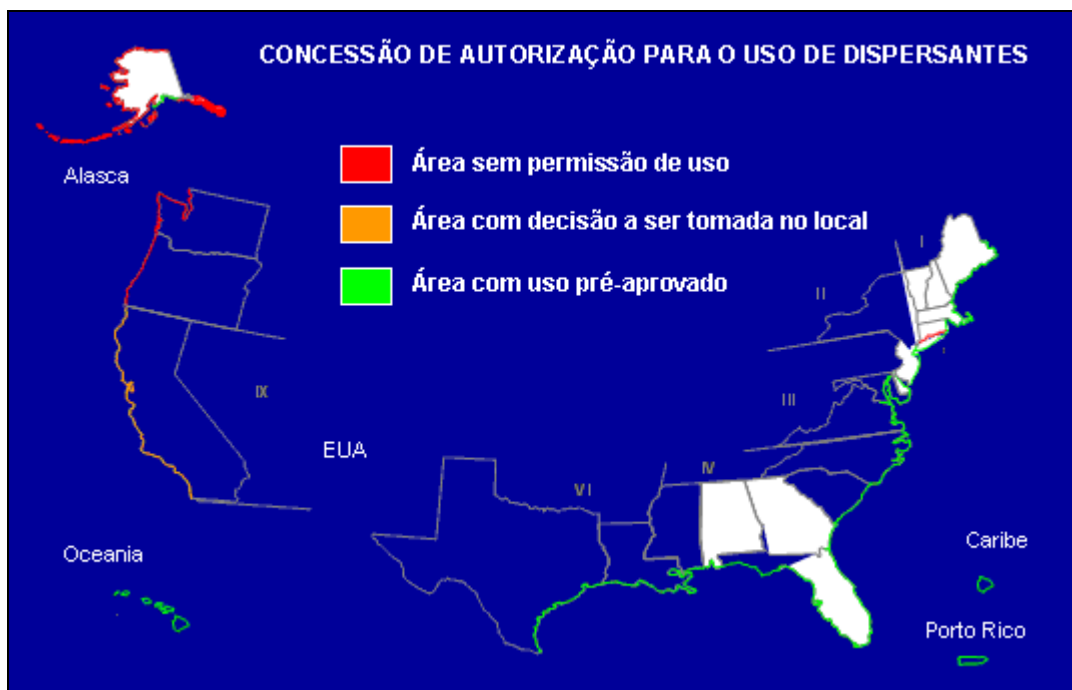 CONCESSÃO DE AUTORIZAÇÃO PARA O USO DE DISPERSANTES
Alasca
Área sem permissão de uso
Área com decisão a ser tomada no local
Área com uso pré-aprovado
I
II
III
IV
VI
IX
EUA
Oceania
Caribe
Porto Rico